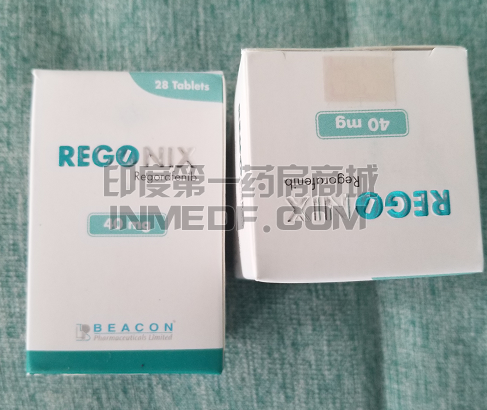 28 Tablets
REGONIX
Regorafenib
40 mg
BEACON
Pharmaceuticals Limited
40 mg
Regorafenib
REGONIX
印度第一药房商城
INMEDF.COM